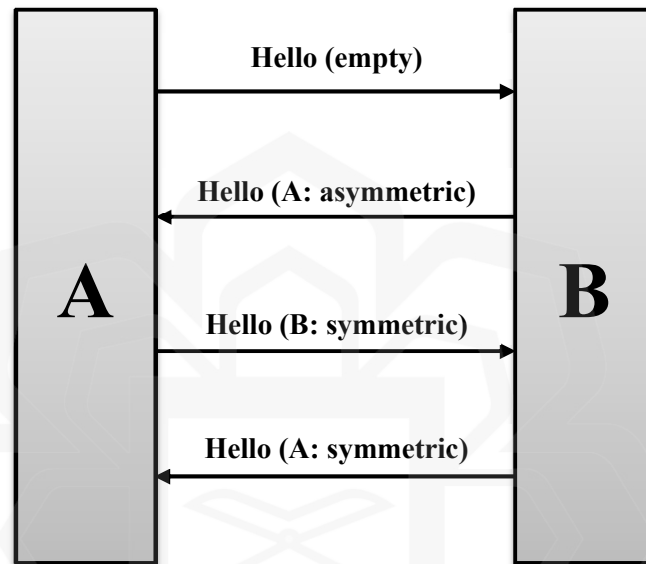 Hello (empty)
Hello (A: asymmetric)
A
B
Hello (B: symmetric)
Hello (A: symmetric)